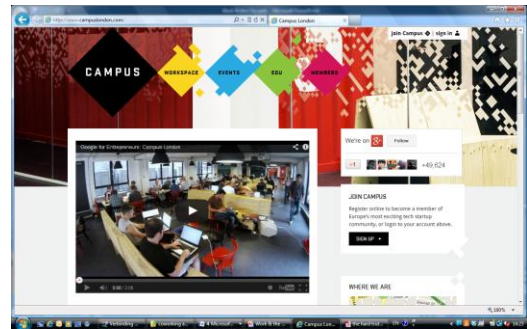 http://www.campuslondon.com/
Campus London
join Campus
sign in
CAMPUS
WORKSPACE
EVENTS
EDU
MEMBERS
Google for Entrepreneurs: Campus London
We're on
g+
Follow
+1
+49,624
JOIN CAMPUS
Register online to become a member of
Europe's most exciting tech startup
community, or login to your account above.
SIGN UP
WHERE WE ARE
100%